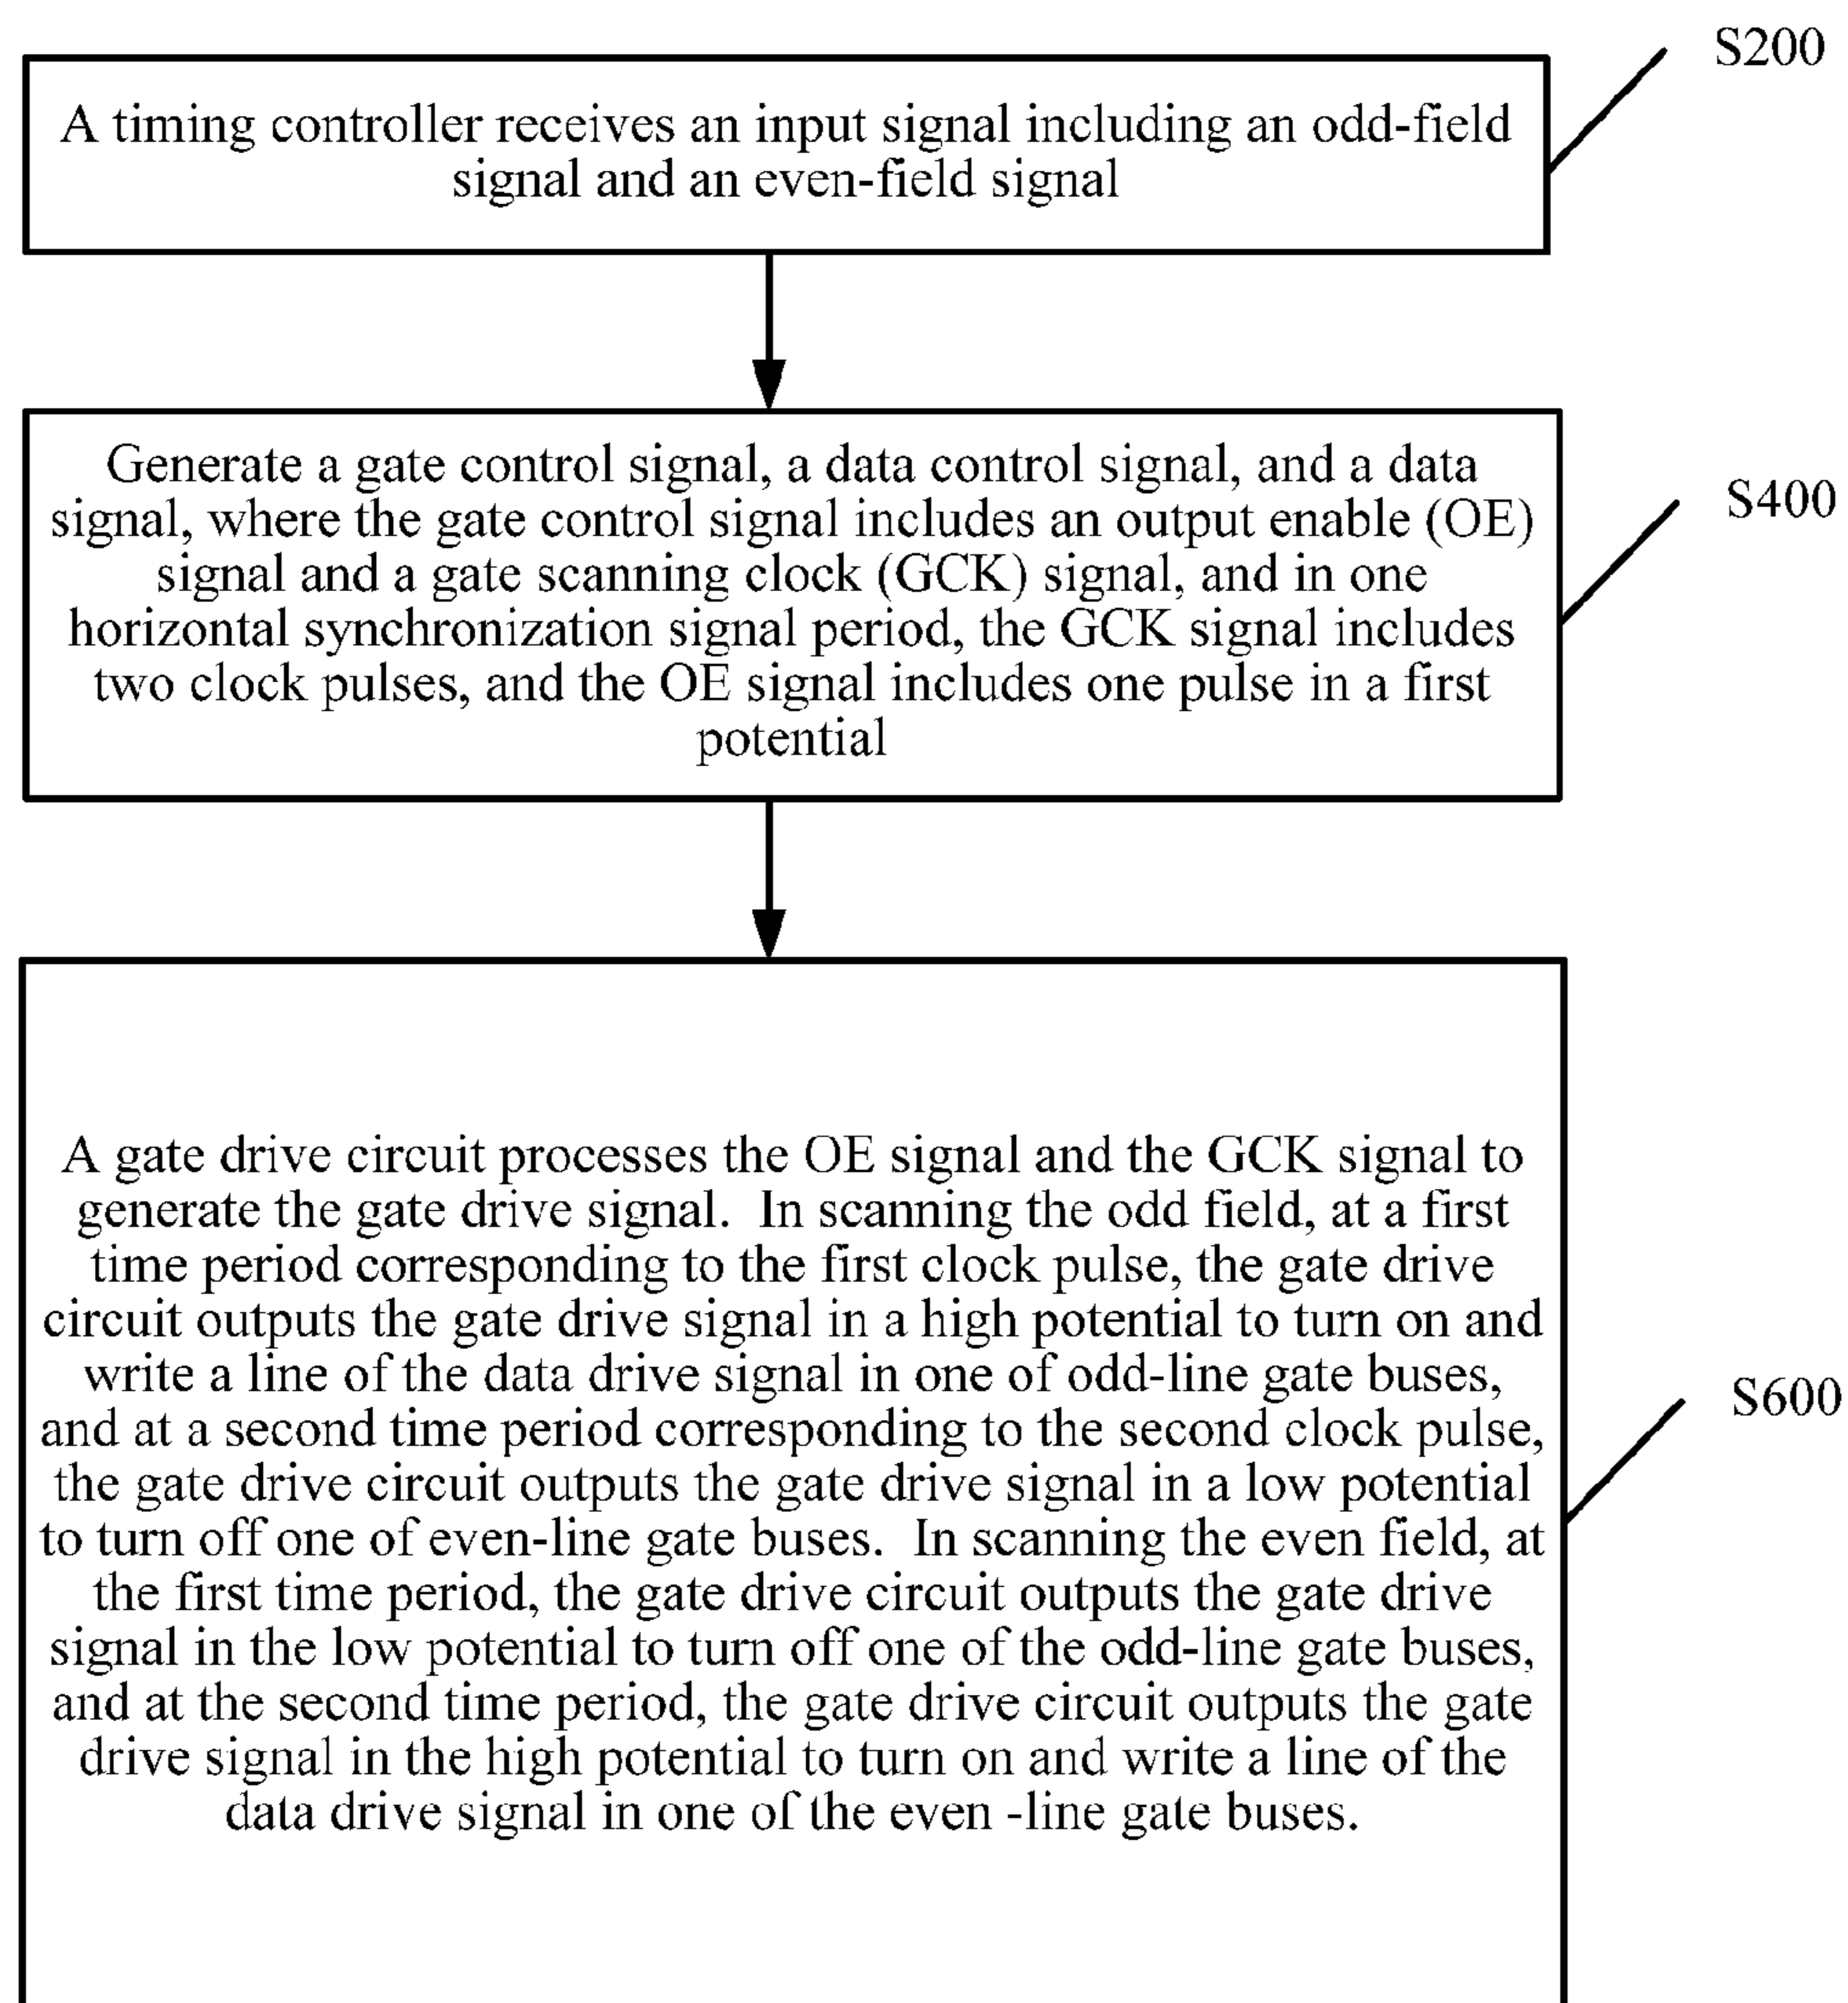 S200
A timing controller receives an input signal including an odd-field
signal and an even-field signal
Generate a gate control signal, a data control signal, and a data
signal, where the gate control signal includes an output enable (OE)
signal and a gate scanning clock (GCK) signal, and in one
horizontal synchronization signal period, the GCK signal includes
two clock pulses, and the OE signal includes one pulse in a first
potential
S400
A gate drive circuit processes the OE signal and the GCK signal to
generate the gate drive signal.  In scanning the odd field, at a first
time period corresponding to the first clock pulse, the gate drive
circuit outputs the gate drive signal in a high potential to turn on and
write a line of the data drive signal in one of odd-line gate buses,
and at a second time period corresponding to the second clock pulse,
the gate drive circuit outputs the gate drive signal in a low potential
to turn off one of even-line gate buses.  In scanning the even field, at
the first time period, the gate drive circuit outputs the gate drive
signal in the low potential to turn off one of the odd-line gate buses,
and at the second time period, the gate drive circuit outputs the gate
drive signal in the high potential to turn on and write a line of the
data drive signal in one of the even -line gate buses.
S600